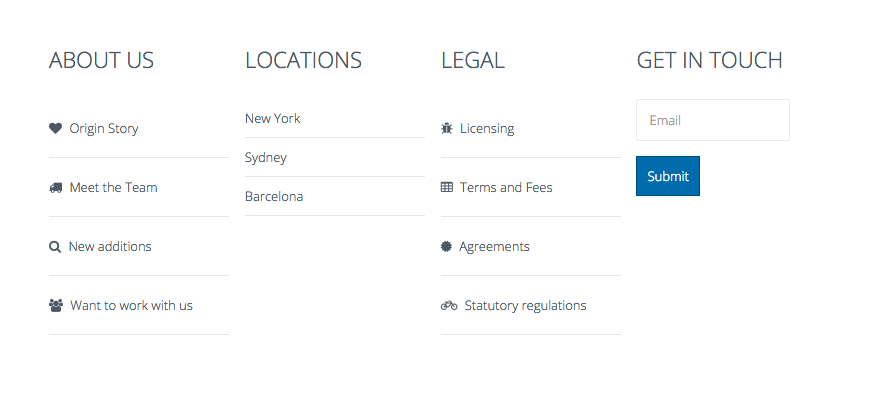 ABOUT US
Origin Story
Meet the Team
New additions
Want to work with us
LOCATIONS
New York
Sydney
Barcelona
LEGAL
Licensing
Terms and Fees
Agreements
Statutory regulations
GET IN TOUCH
Email
Submit